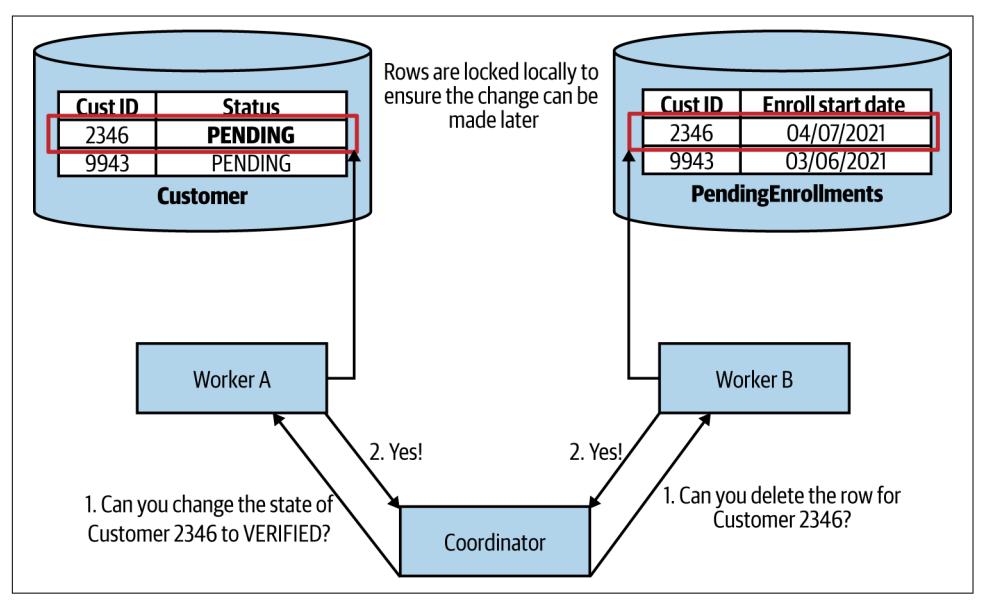 Rows are locked locally to
ensure the change can be
made later
Cust ID Status
2346 PENDING
9943 PENDING
Customer
Cust ID Enroll start date
2346 04/07/2021
9943 03/06/2021
PendingEnrollments
Worker A
Worker B
2. Yes!
2. Yes!
1. Can you change the state of
Customer 2346 to VERIFIED?
1. Can you delete the row for
Customer 2346?
Coordinator